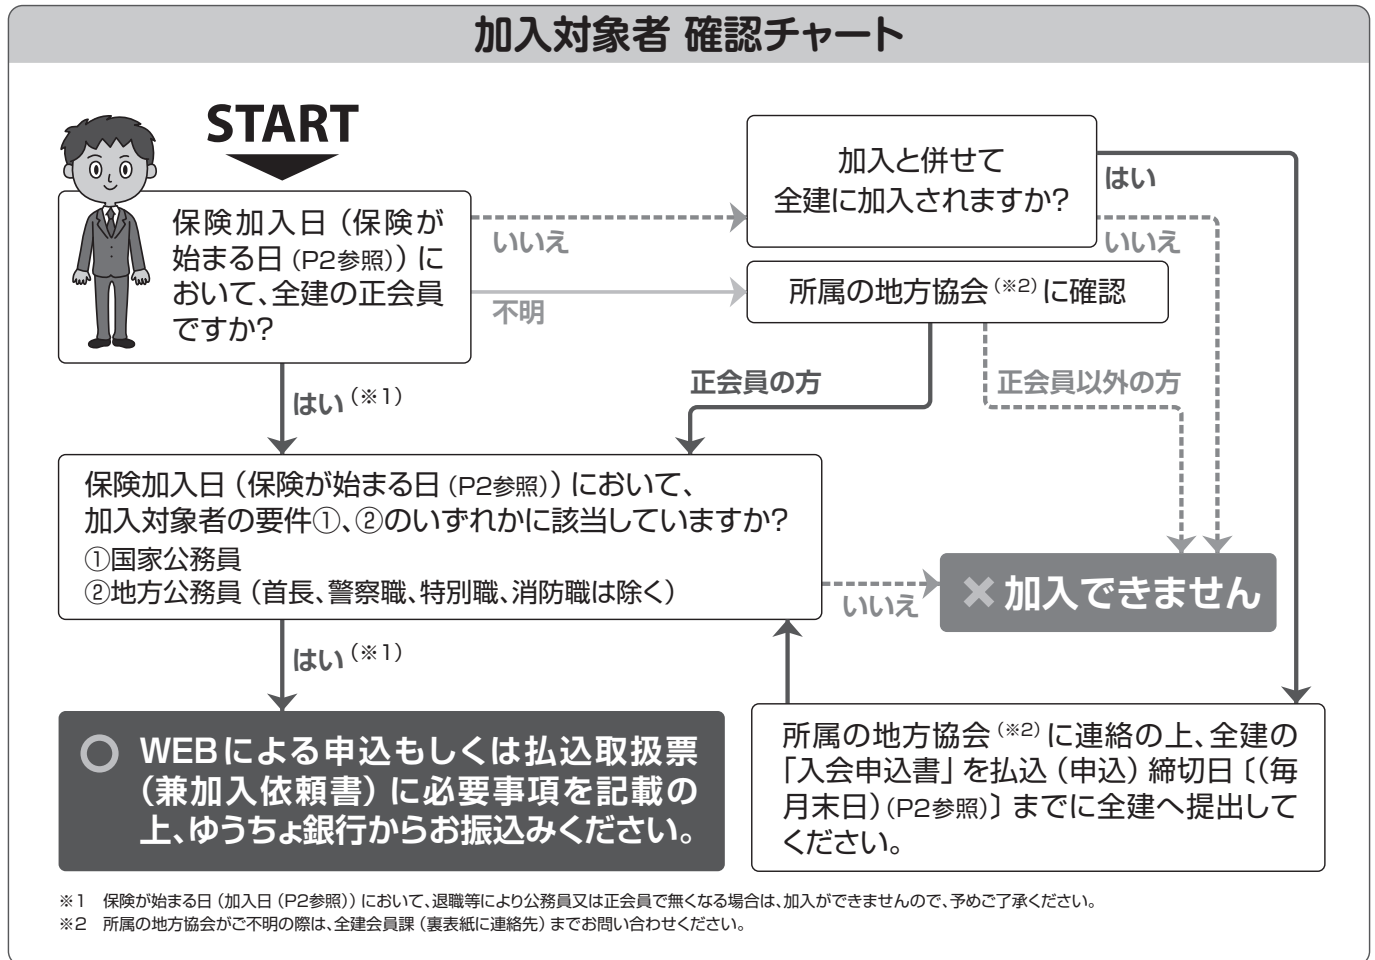 加入対象者 確認チャート
START
保険加入日（保険が
始まる日（P2参照））に
おいて、全建の正会員
ですか？
いいえ
不明
はい（※1）
加入と併せて
全建に加入されますか？
はい
いいえ
所属の地方協会（※2）に確認
正会員の方
正会員以外の方
保険加入日（保険が始まる日（P2参照））において、
加入対象者の要件①、②のいずれかに該当していますか？
①国家公務員
②地方公務員（首長、警察職、特別職、消防職は除く）
いいえ
× 加入できません
はい（※1）
○ WEBによる申込もしくは払込取扱票
（兼加入依頼書）に必要事項を記載の
上、ゆうちょ銀行からお振込みください。
所属の地方協会（※2）に連絡の上、全建の
「入会申込書」を払込（申込）締切日〔（毎
月末日）（P2参照）〕までに全建へ提出して
ください。
※1 保険が始まる日（加入日（P2参照））において、退職等により公務員又は正会員で無くなる場合は、加入ができませんので、予めご了承ください。
※2 所属の地方協会がご不明の際は、全建会員課（裏表紙に連絡先）までお問い合わせください。